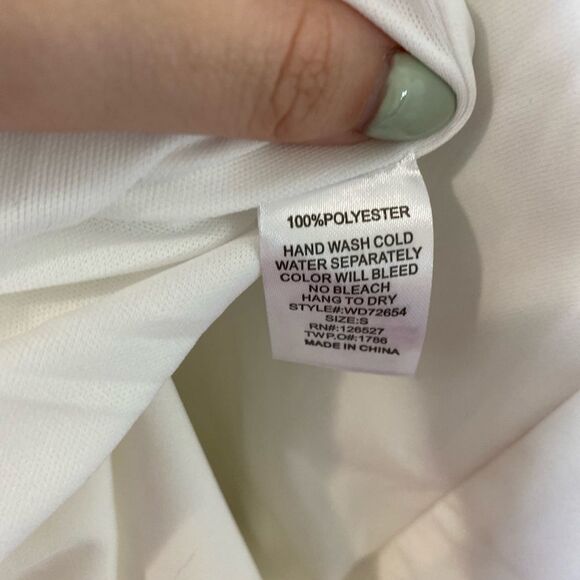 100%POLYESTER
HAND WASH COLD
WATER SEPARATELY
COLOR WILL BLEED
NO BLEACH
HANG TO DRY
STYLE#:WD72654
SIZE:S
RN#:126527
TWP.O#:1786
MADE IN CHINA